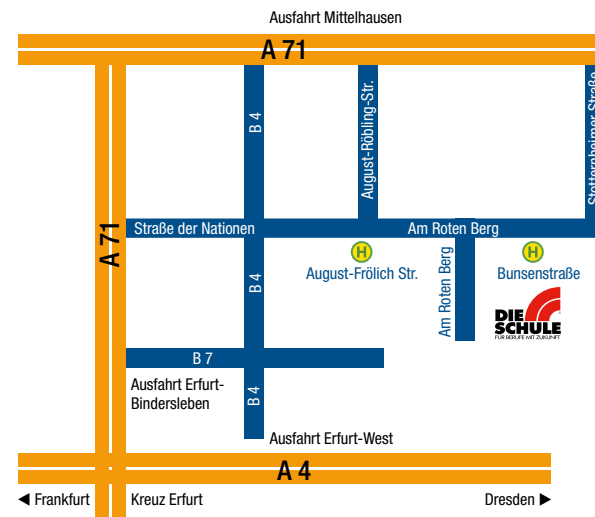 Ausfahrt Mittelhausen
A 71
B 4
August-Röbling-Str.
Stotternheimer Straße
Straße der Nationen
Am Roten Berg
A 71
H
H
August-Frölich Str.
Bunsenstraße
B 4
Am Roten Berg
DIE
SCHULE
FÜR BERUFE MIT ZUKUNFT
B 7
Ausfahrt Erfurt-
Bindersleben
B 4
Ausfahrt Erfurt-West
A 4
◀ Frankfurt
Kreuz Erfurt
Dresden ▶